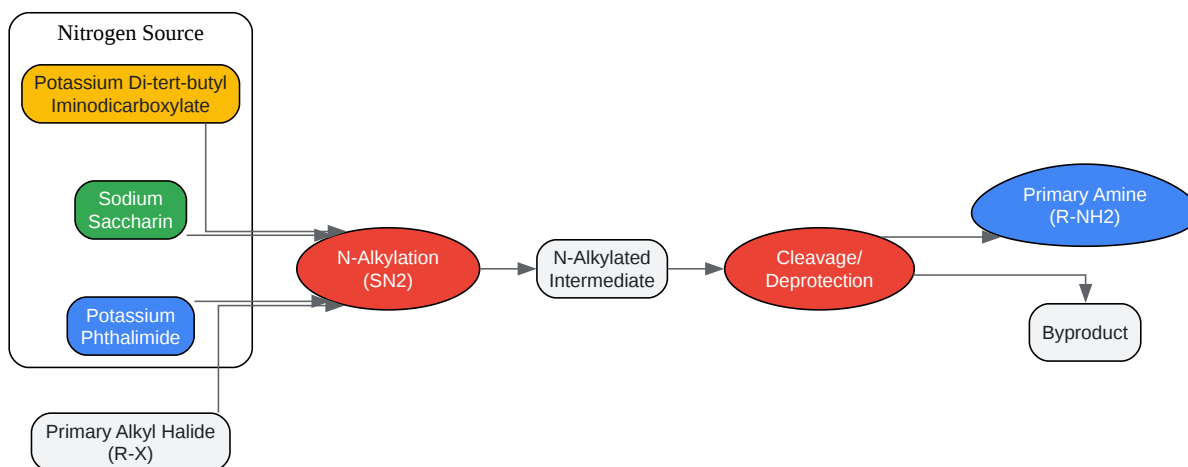 Nitrogen Source
Potassium Di-tert-butyl
Iminodicarboxylate
Sodium
Saccharin
Potassium
Phthalimide
Primary Alkyl Halide
(R-X)
N-Alkylation
(SN2)
N-Alkylated
Intermediate
Cleavage/
Deprotection
Primary Amine
(R-NH2)
Byproduct